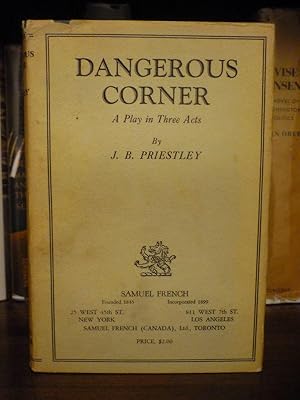 DANGEROUS
CORNER
A Play in Three Acts
By
J. B. PRIESTLEY
SAMUEL FRENCH
Founded 1845 Incorporated 1899
25 WEST 45th ST. 811 WEST 7th ST.
NEW YORK LOS ANGELES
SAMUEL FRENCH (CANADA), Ltd., TORONTO
PRICE, $2.00